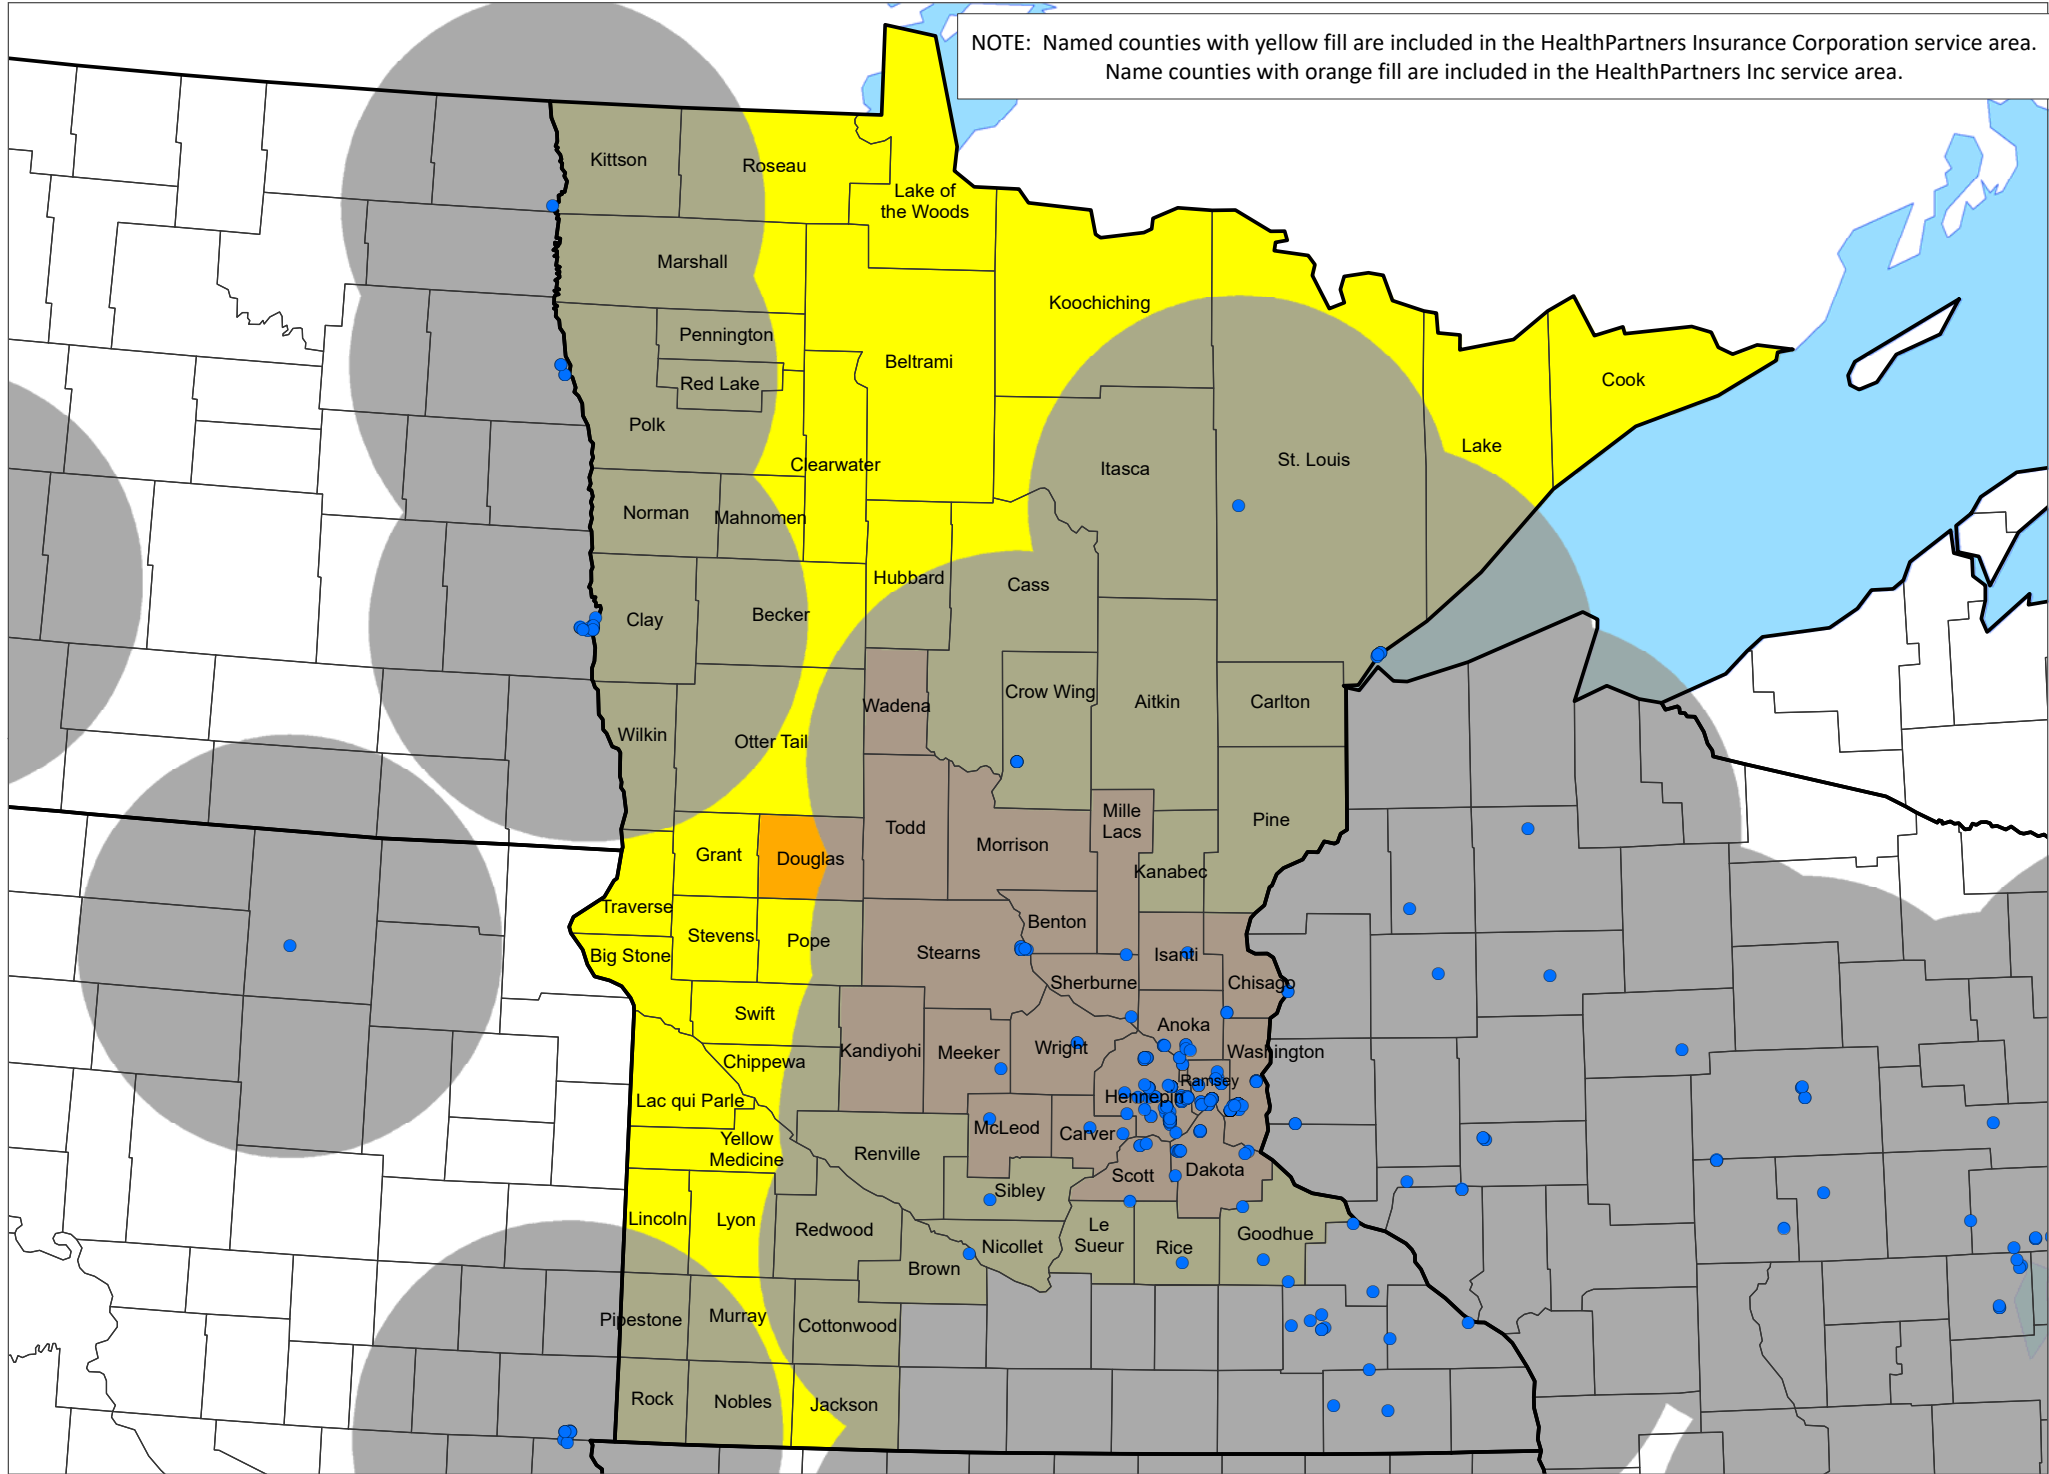 NOTE:  Named counties with yellow fill are included in the HealthPartners Insurance Corporation service area.
Name counties with orange fill are included in the HealthPartners Inc service area.
Kittson
Roseau
Lake of
the Woods
Marshall
Koochiching
Pennington
Beltrami
Red Lake
Cook
Polk
Clearwater
Itasca
St. Louis
Lake
Norman
Mahnomen
Hubbard
Cass
Clay
Becker
Wadena
Crow Wing
Aitkin
Carlton
Wilkin
Otter Tail
Todd
Morrison
Mille
Lacs
Pine
Grant
Douglas
Kanabec
Traverse
Stevens
Pope
Benton
Big Stone
Stearns
Isanti
Sherburne
Chisago
Swift
Anoka
Kandiyohi
Meeker
Wright
Washington
Chippewa
Ramsey
Lac qui Parle
Hennepin
McLeod
Carver
Yellow
Medicine
Renville
Scott
Dakota
Sibley
Lincoln
Lyon
Redwood
Nicollet
Le
Sueur
Rice
Goodhue
Brown
Pipestone
Murray
Cottonwood
Rock
Nobles
Jackson